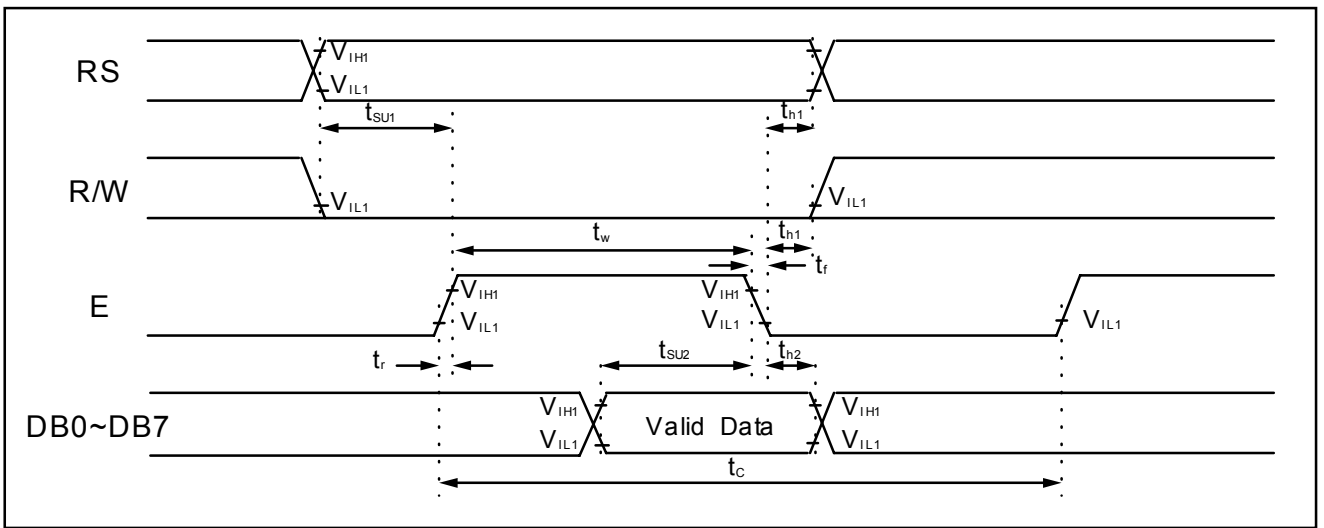 RS
VIH1
VIL1
tSU1
th1
R/W
VIL1
VIL1
tw
th1
tf
E
VIH1
VIH1
VIL1
VIL1
VIL1
tr
tSU2
th2
DB0~DB7
VIH1
Valid Data
VIH1
VIL1
VIL1
tC